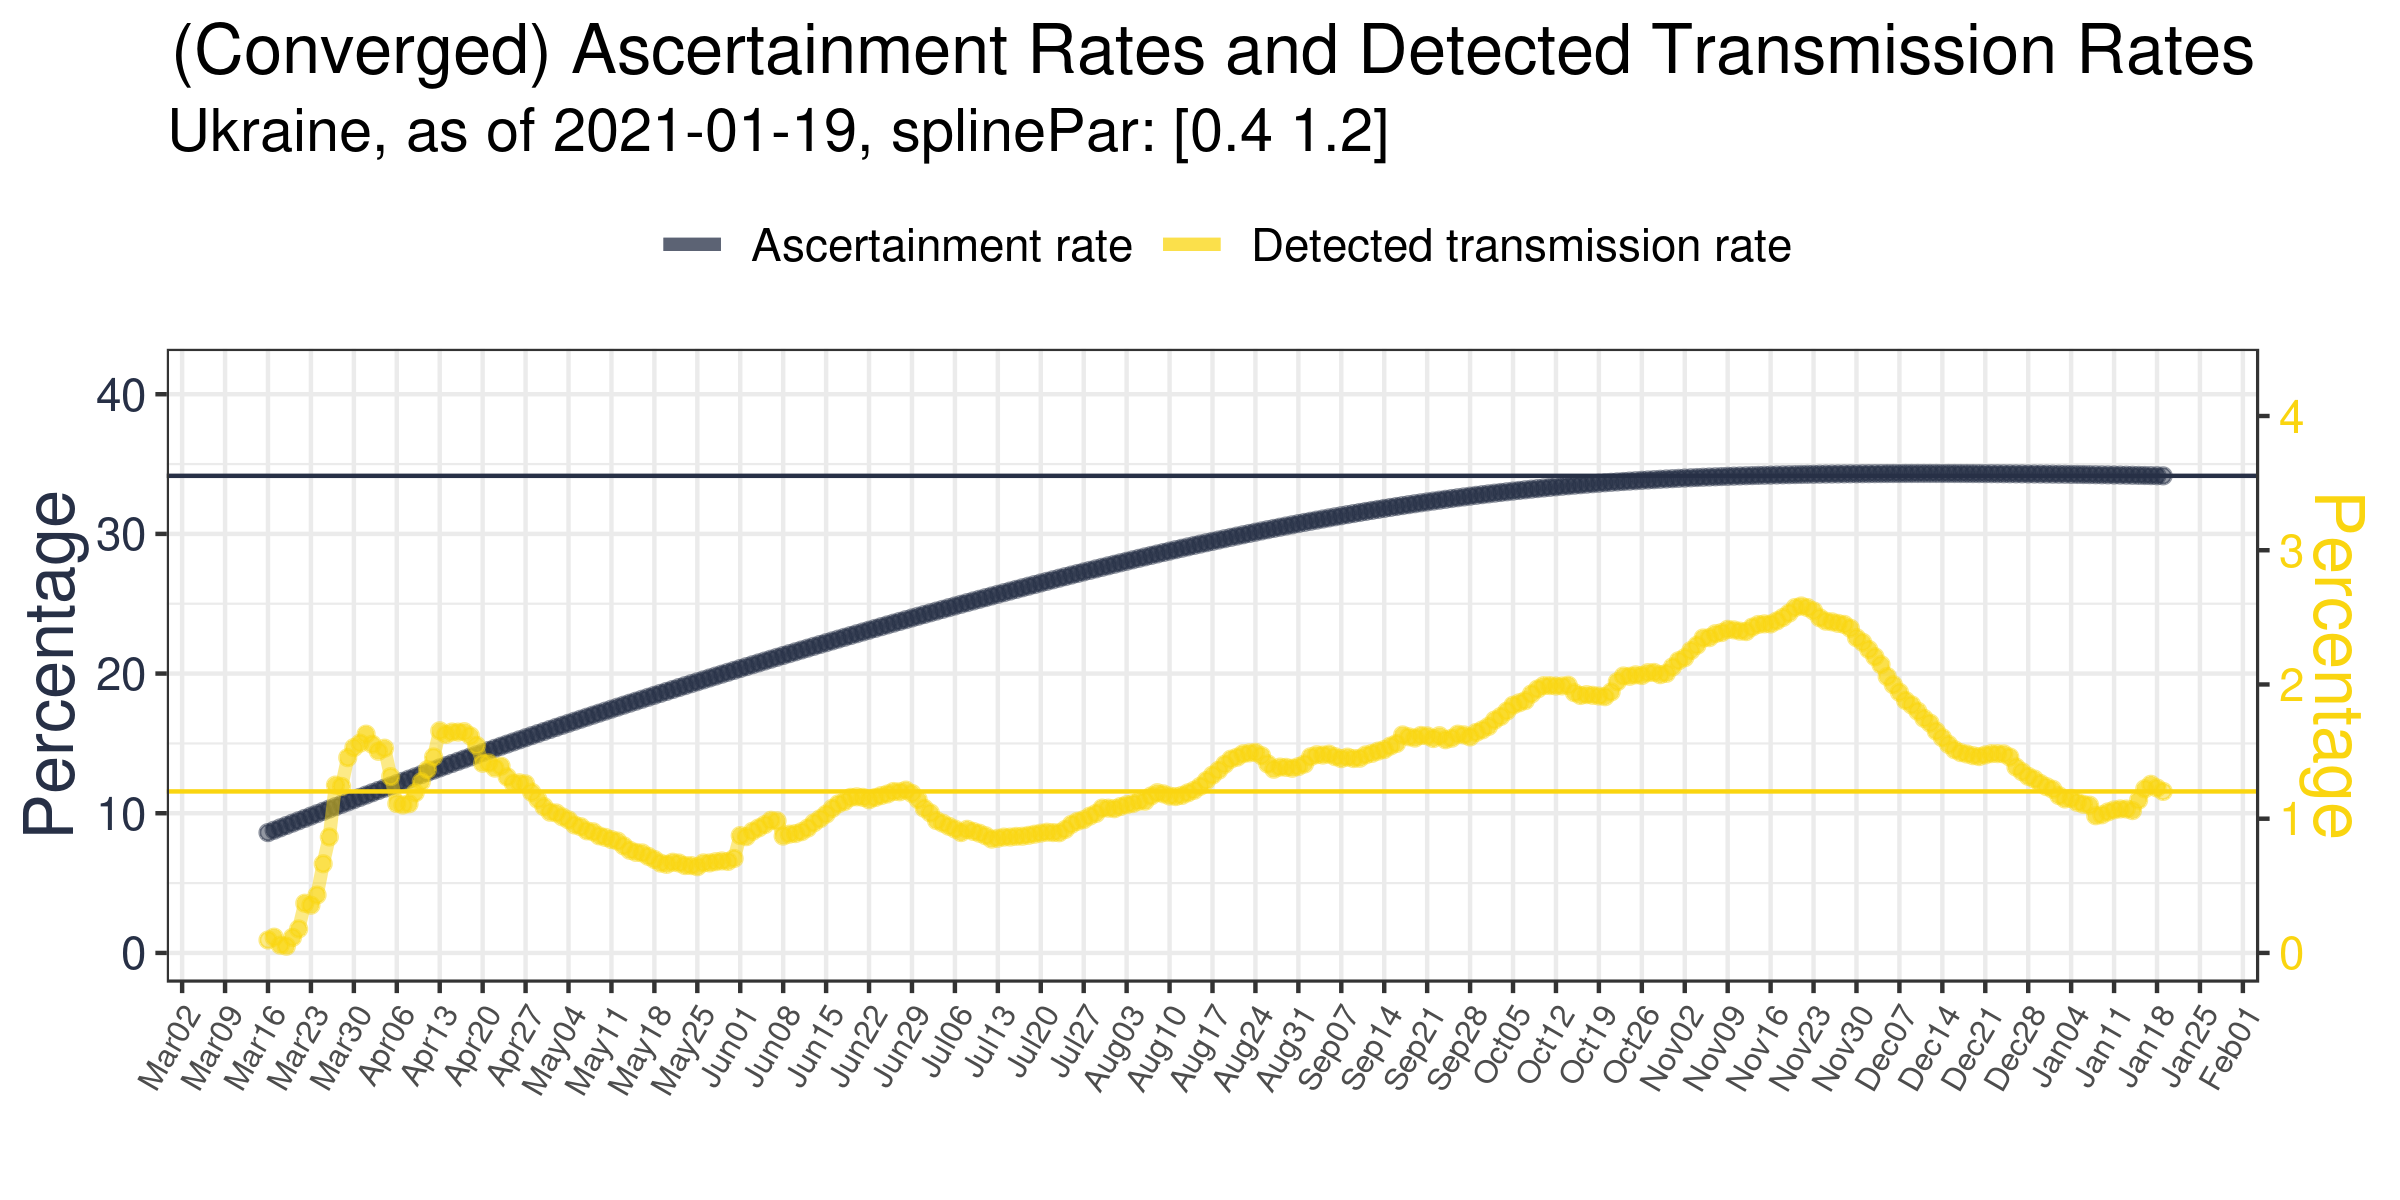 (Converged) Ascertainment Rates and Detected Transmission Rates
Ukraine, as of 2021-01-19, splinePar: [0.4 1.2]
Ascertainment rate Detected transmission rate
Percentage
40
30
20
10
0
4
3
2
1
0
Percentage
Mar02 Mar09 Mar16 Mar23 Mar30 Apr06 Apr13 Apr20 Apr27 May04 May11 May18 May25 Jun01 Jun08 Jun15 Jun22 Jun29 Jul06 Jul13 Jul20 Jul27 Aug03 Aug10 Aug17 Aug24 Aug31 Sep07 Sep14 Sep21 Sep28 Oct05 Oct12 Oct19 Oct26 Nov02 Nov09 Nov16 Nov23 Nov30 Dec07 Dec14 Dec21 Dec28 Jan04 Jan11 Jan18 Jan25 Feb01